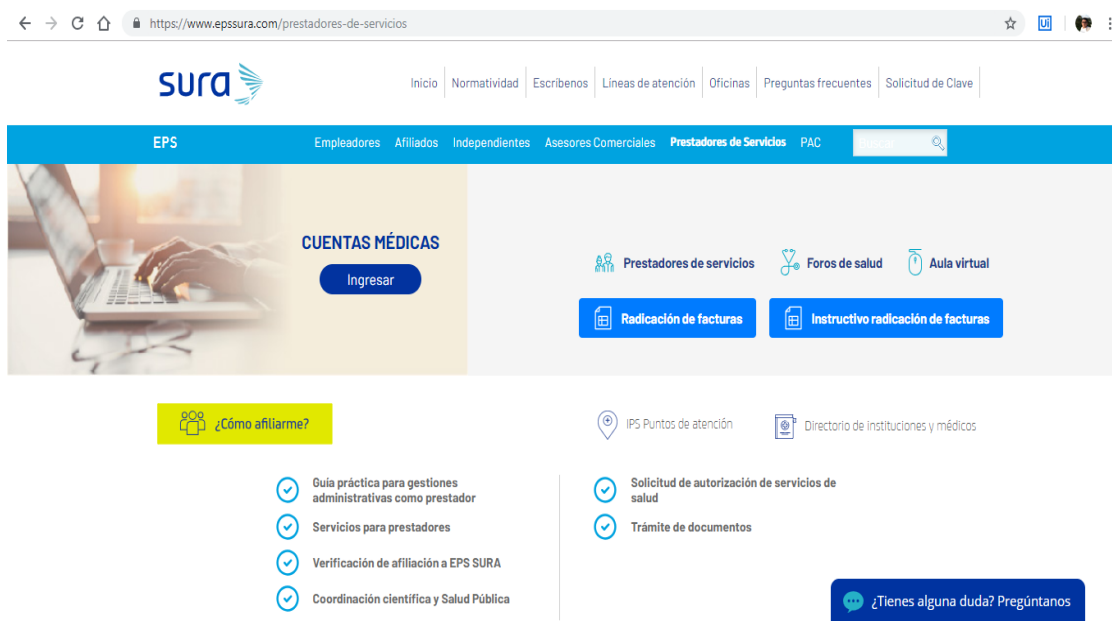 https://www.epssura.com/prestadores-de-servicios
Ui
sura
Inicio Normatividad Escríbenos Líneas de atención Oficinas Preguntas frecuentes Solicitud de Clave
EPS
Empleadores Afiliados Independientes Asesores Comerciales Prestadores de Servicios PAC Buscar
CUENTAS MÉDICAS
Ingresar
Prestadores de servicios Foros de salud Aula virtual
Radicación de facturas Instructivo radicación de facturas
¿Cómo afiliarme?
IPS Puntos de atención Directorio de instituciones y médicos
Guía práctica para gestiones
administrativas como prestador
Servicios para prestadores
Verificación de afiliación a EPS SURA
Coordinación científica y Salud Pública
Solicitud de autorización de servicios de
salud
Trámite de documentos
¿Tienes alguna duda? Pregúntanos